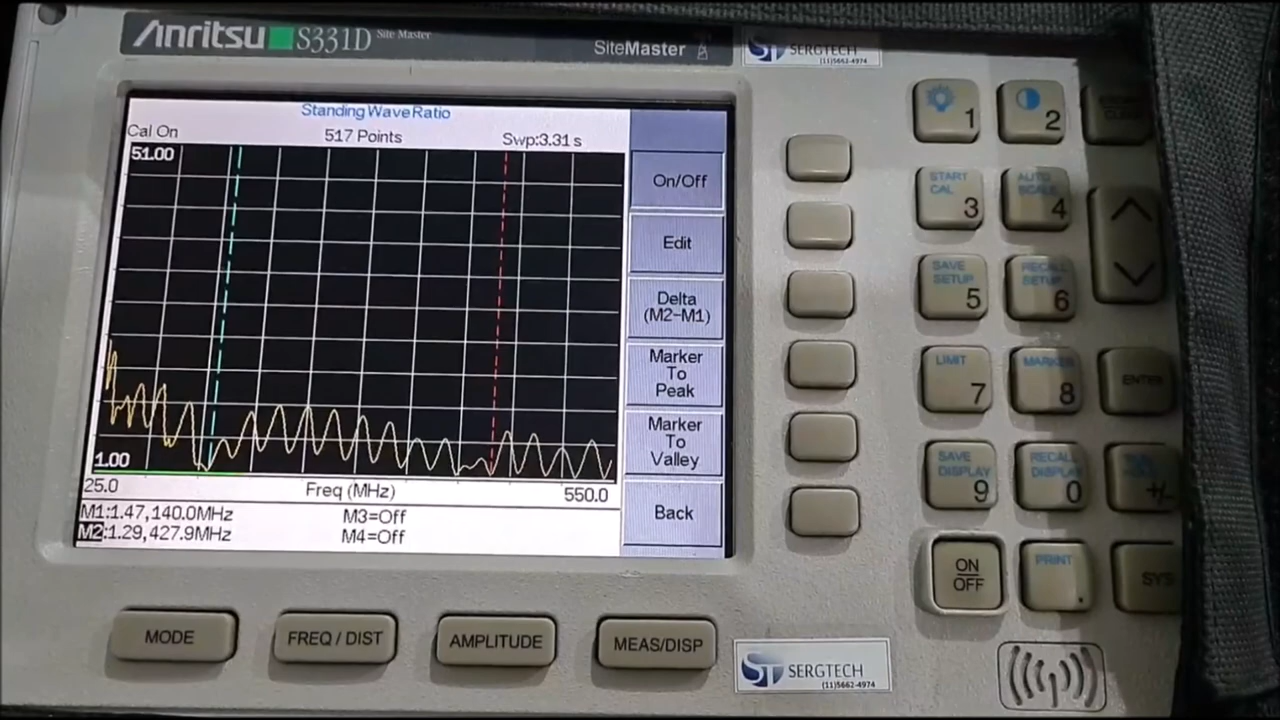 Anritsu S331D Site Master
SiteMaster
ST SERGTECH
(11)5662-4974
Standing Wave Ratio
Cal On
517 Points
Swp:3.31 s
51.00
1.00
25.0
Freq (MHz)
550.0
M1:1.47,140.0MHz
M3=Off
M2:1.29,427.9MHz
M4=Off
On/Off
Edit
Delta
(M2-M1)
Marker
To
Peak
Marker
To
Valley
Back
1
2
START
CAL
3
AUTO
SCALE
4
SAVE
SETUP
5
RECALL
SETUP
6
LIMIT
7
MARKER
8
ENTER
SAVE
DISPLAY
9
RECALL
DISPLAY
0
+/-
ON
OFF
PRINT
.
SYS
MODE
FREQ / DIST
AMPLITUDE
MEAS/DISP
ST SERGTECH
(11)5662-4974